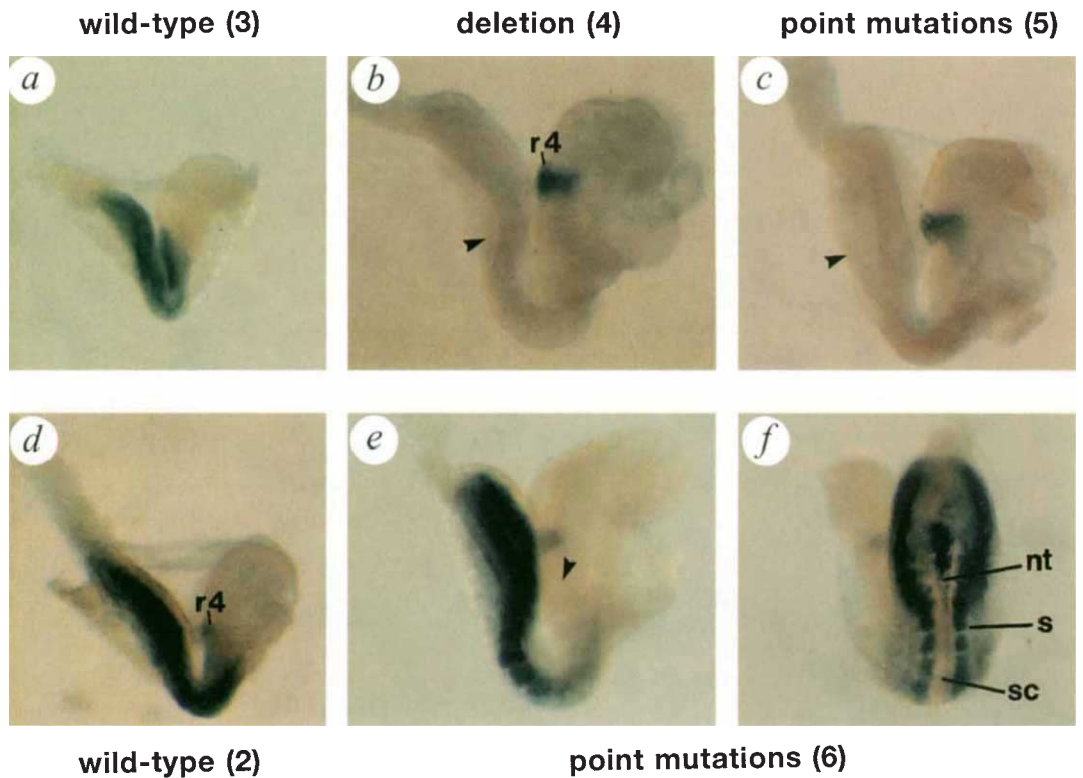 wild-type (3) deletion (4) point mutations (5)
a b c
r4
d e f
r4
nt
s
sc
wild-type (2) point mutations (6)